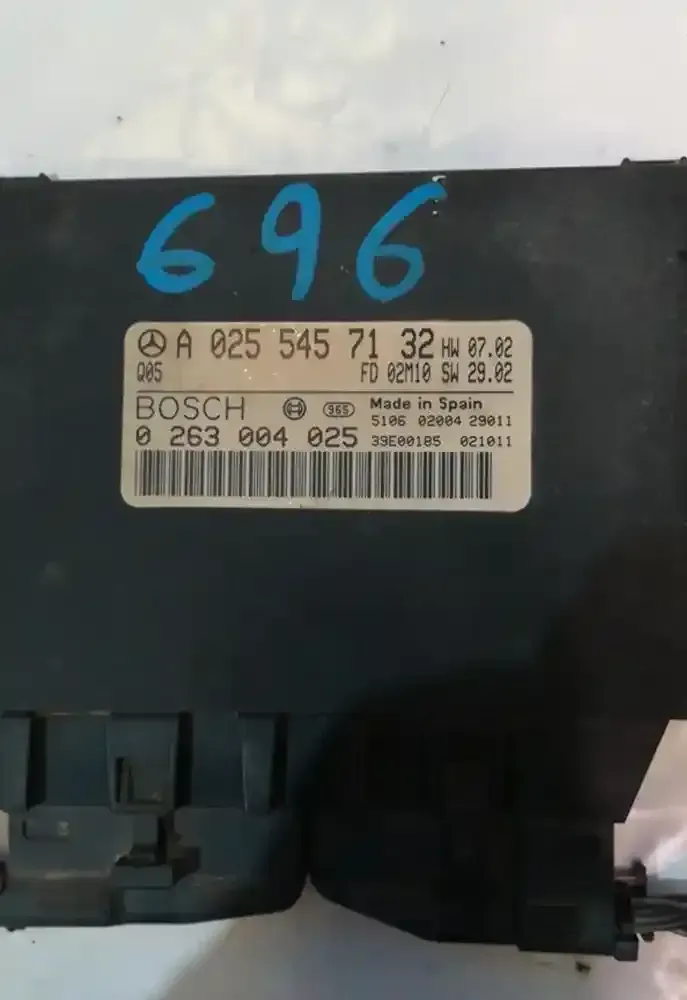 696
A 025 545 71 32 HW 07.02
Q05 FD 02M10 SW 29.02
BOSCH 965 Made in Spain
5106 02004 29011
0 263 004 025 39E00185 021011